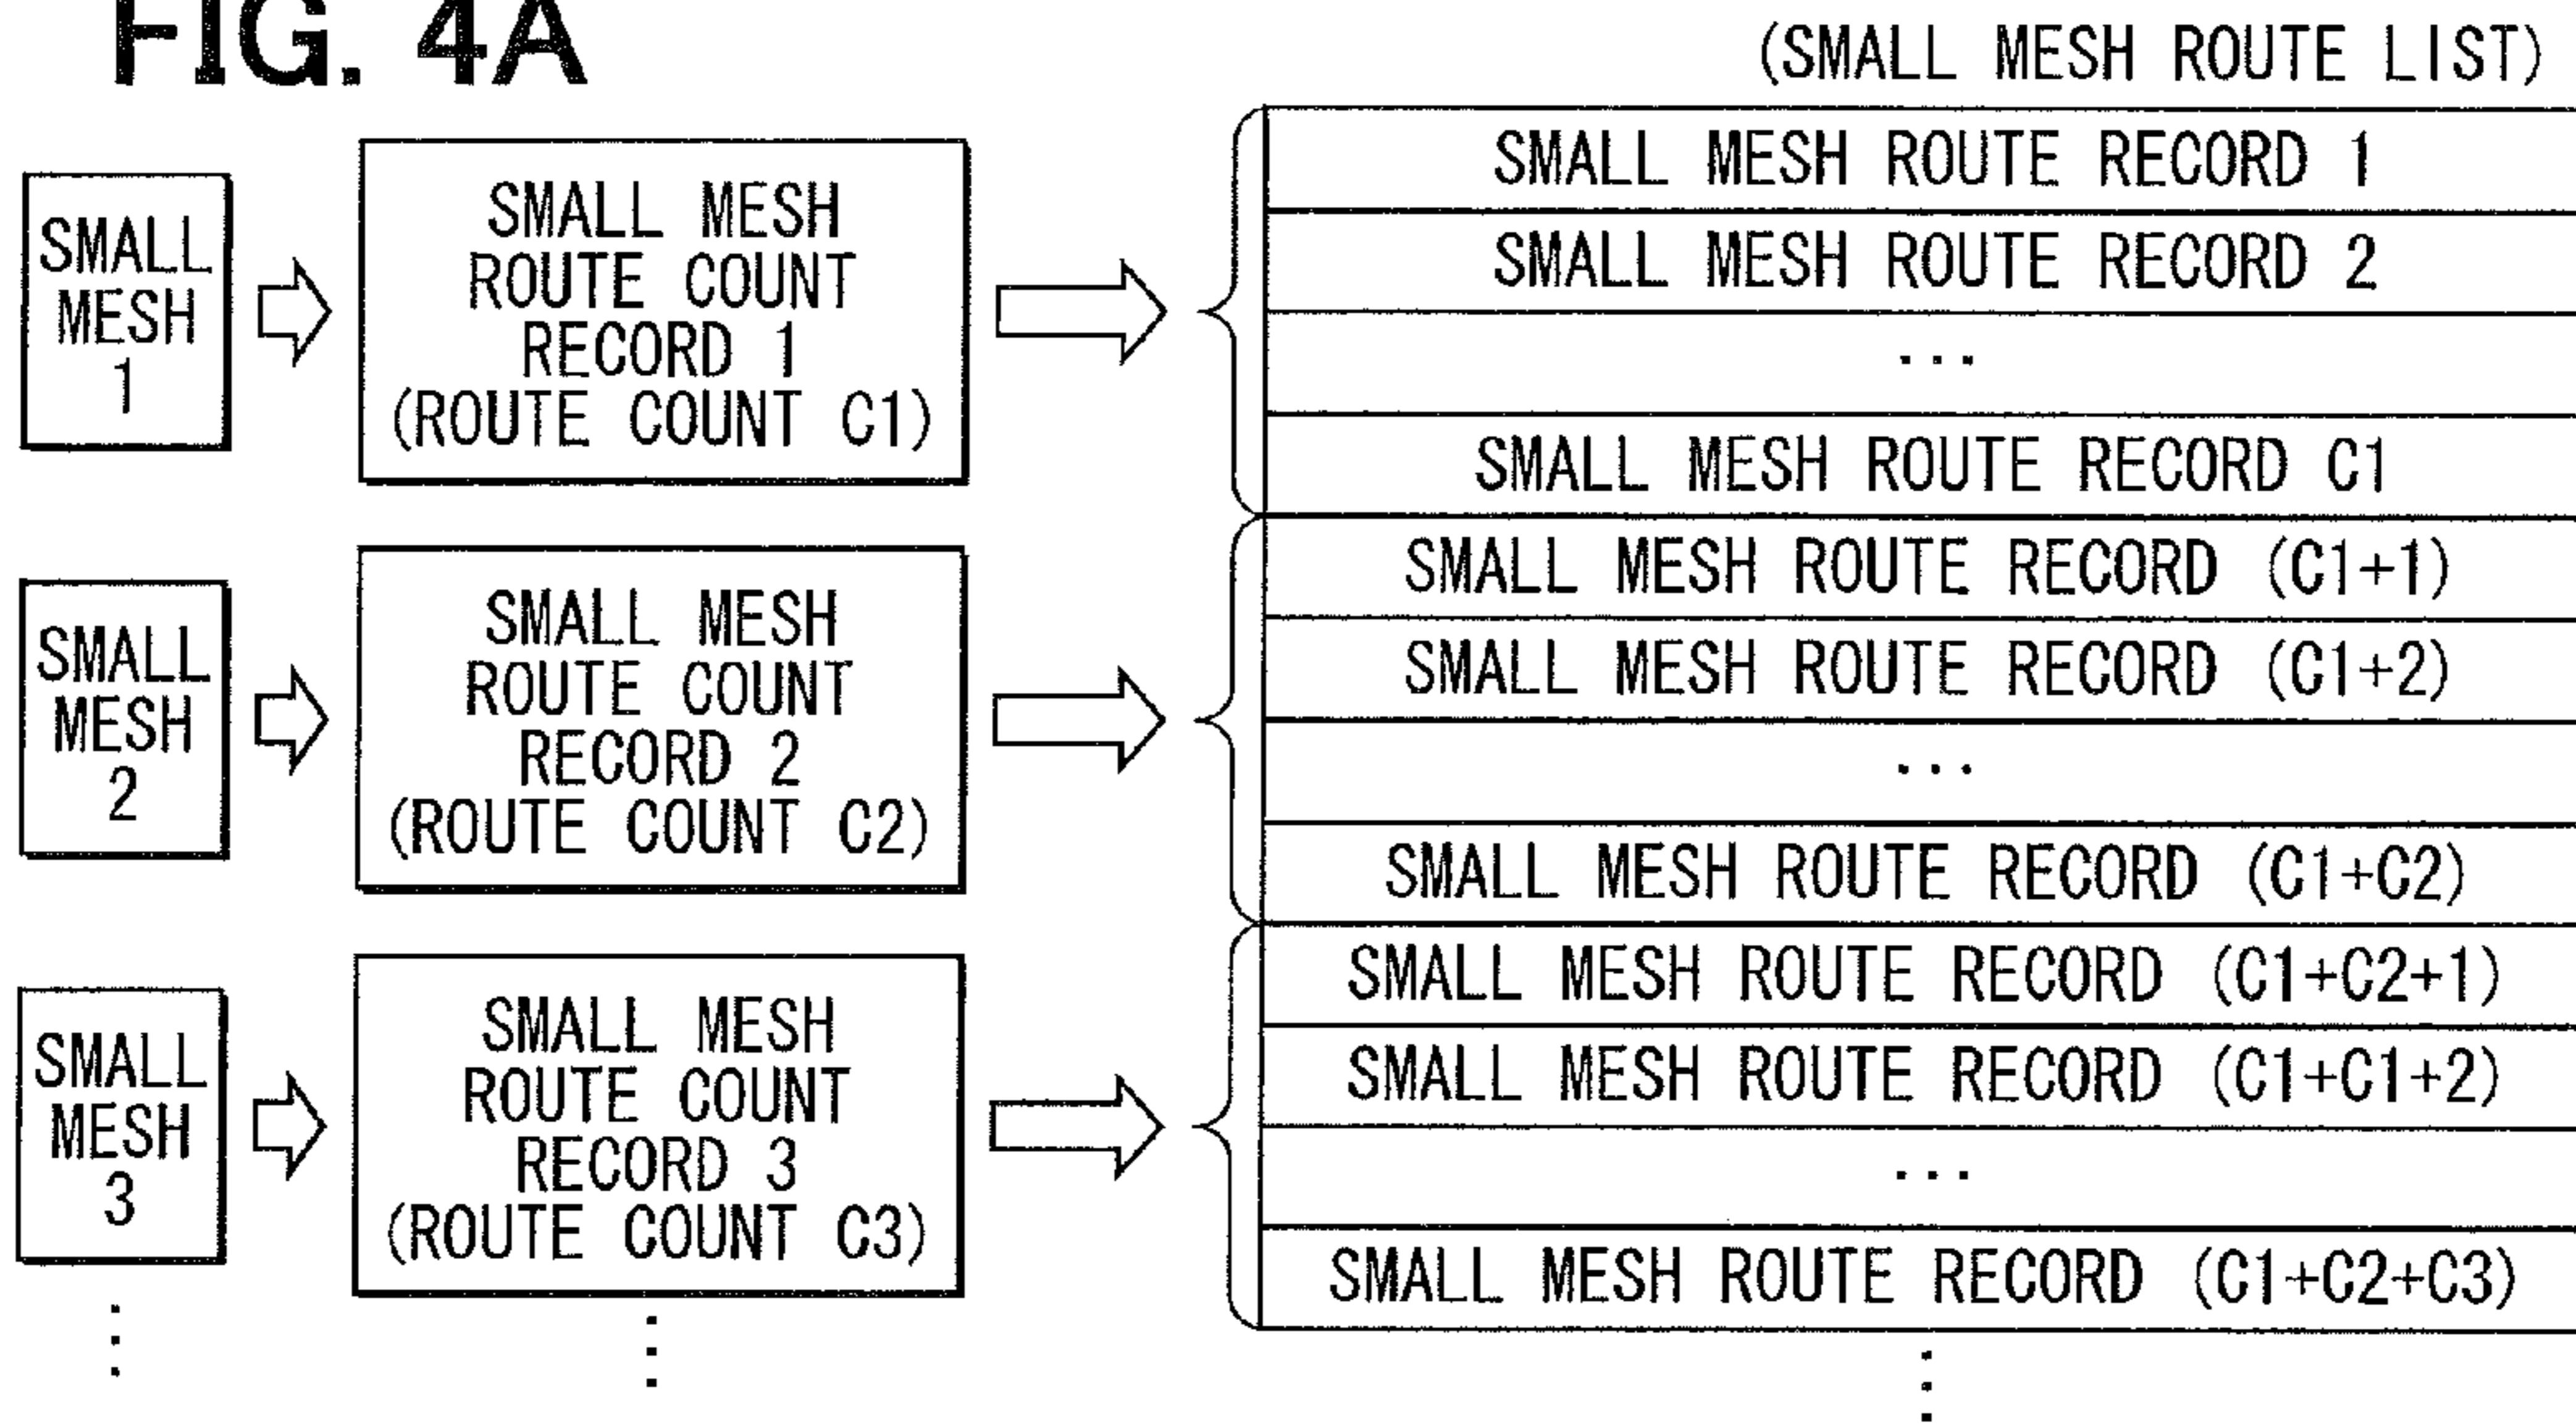 FIG. 4A
(SMALL MESH ROUTE LIST)
SMALL
MESH
1
SMALL MESH
ROUTE COUNT
RECORD 1
(ROUTE COUNT C1)
SMALL MESH ROUTE RECORD 1
SMALL MESH ROUTE RECORD 2
...
SMALL MESH ROUTE RECORD C1
SMALL
MESH
2
SMALL MESH
ROUTE COUNT
RECORD 2
(ROUTE COUNT C2)
SMALL MESH ROUTE RECORD (C1+1)
SMALL MESH ROUTE RECORD (C1+2)
...
SMALL MESH ROUTE RECORD (C1+C2)
SMALL
MESH
3
SMALL MESH
ROUTE COUNT
RECORD 3
(ROUTE COUNT C3)
SMALL MESH ROUTE RECORD (C1+C2+1)
SMALL MESH ROUTE RECORD (C1+C1+2)
...
SMALL MESH ROUTE RECORD (C1+C2+C3)